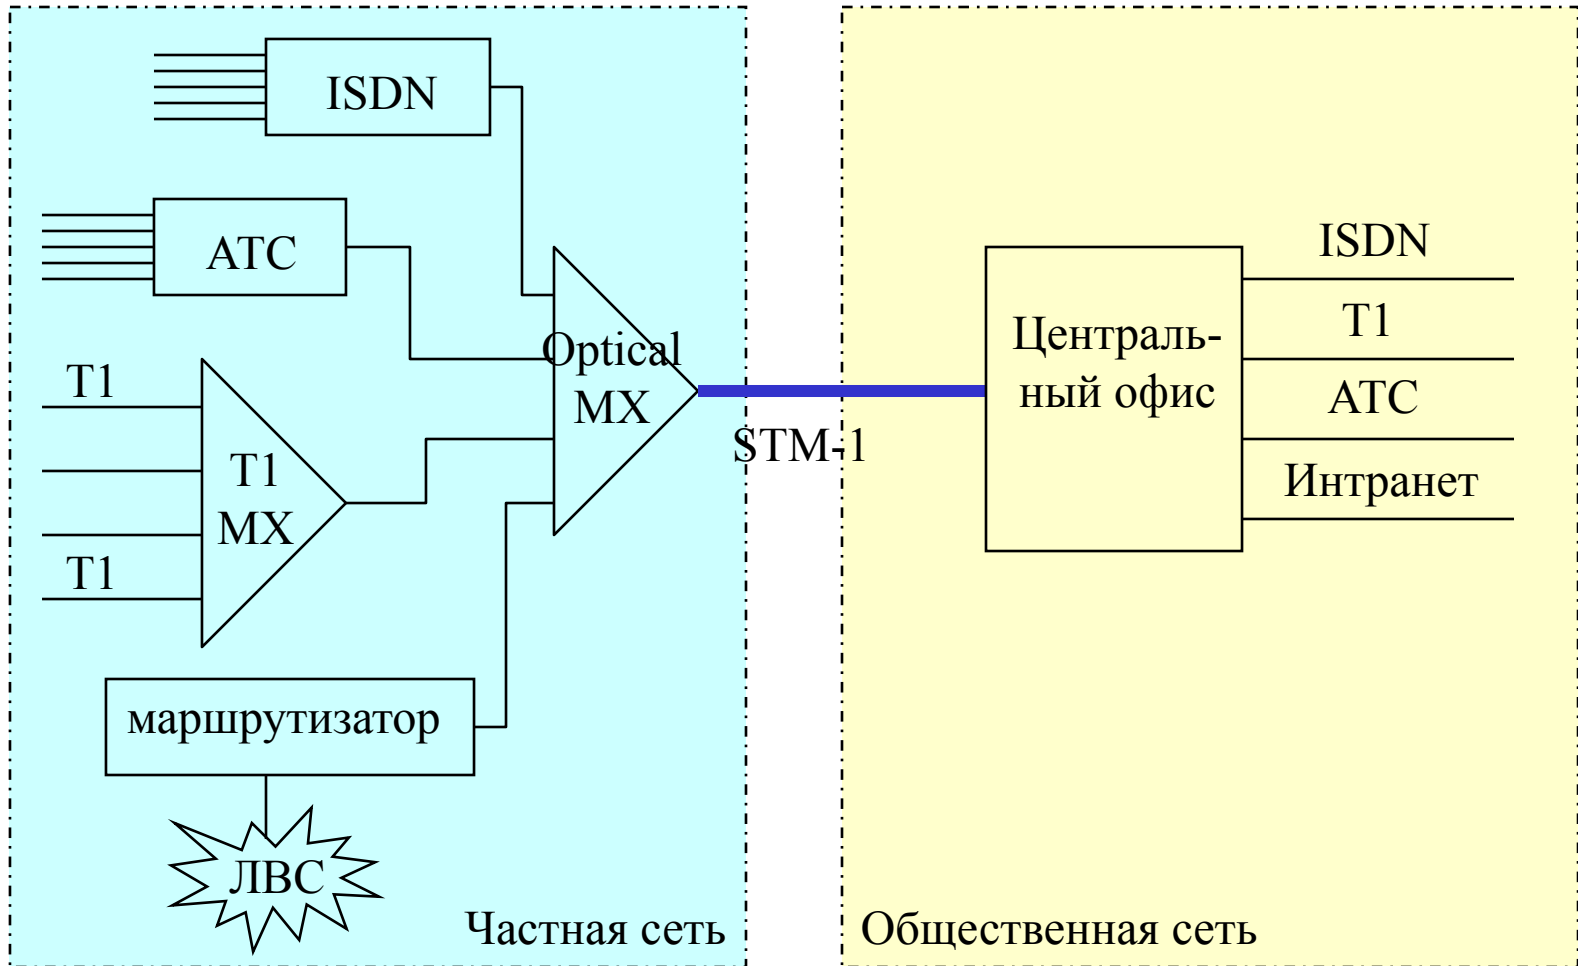 ISDN
АТС
T1
T1
MX
T1
Optical
MX
маршрутизатор
ЛВС
Частная сеть
STM-1
Централь-
ный офис
ISDN
T1
АТС
Интранет
Общественная сеть